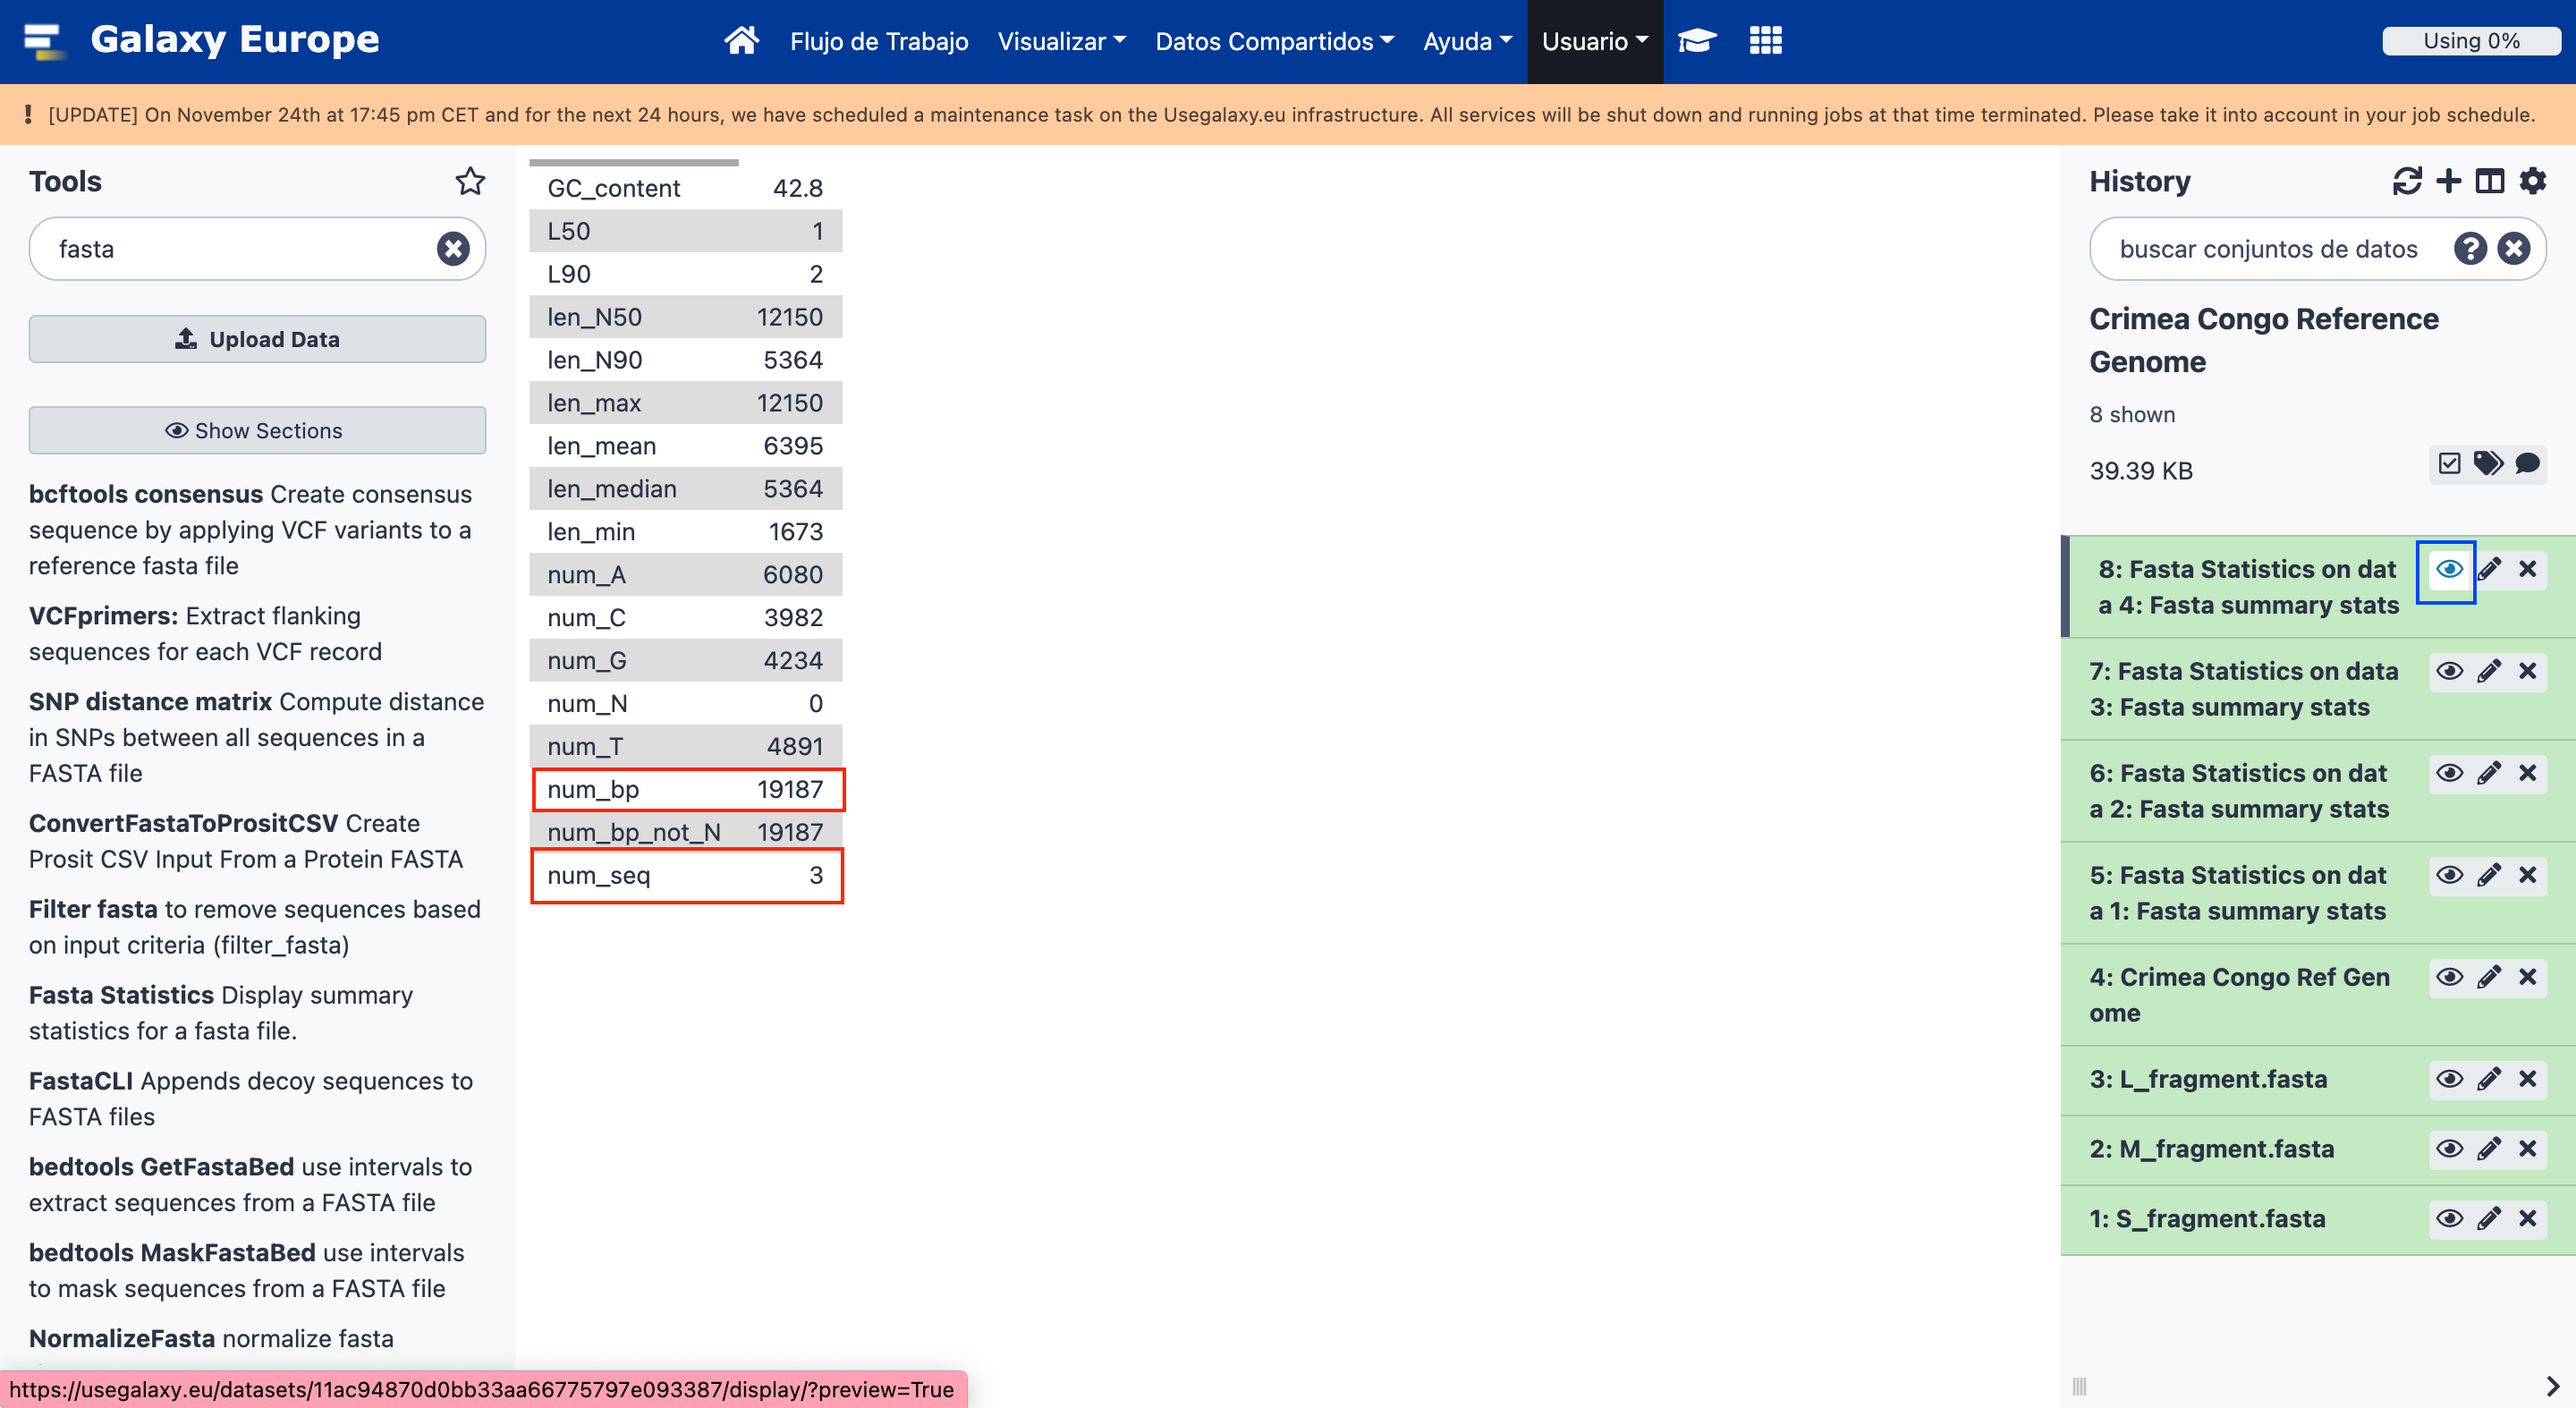 Galaxy Europe
Flujo de Trabajo Visualizar Datos Compartidos Ayuda Usuario
Using 0%
[UPDATE] On November 24th at 17:45 pm CET and for the next 24 hours, we have scheduled a maintenance task on the Usegalaxy.eu infrastructure. All services will be shut down and running jobs at that time terminated. Please take it into account in your job schedule.
Tools
fasta
Upload Data
Show Sections
bcftools consensus Create consensus
sequence by applying VCF variants to a
reference fasta file
VCFprimers: Extract flanking
sequences for each VCF record
SNP distance matrix Compute distance
in SNPs between all sequences in a
FASTA file
ConvertFastaToPrositCSV Create
Prosit CSV Input From a Protein FASTA
Filter fasta to remove sequences based
on input criteria (filter_fasta)
Fasta Statistics Display summary
statistics for a fasta file.
FastaCLI Appends decoy sequences to
FASTA files
bedtools GetFastaBed use intervals to
extract sequences from a FASTA file
bedtools MaskFastaBed use intervals
to mask sequences from a FASTA file
NormalizeFasta normalize fasta
https://usegalaxy.eu/datasets/11ac94870d0bb33aa66775797e093387/display/?preview=True
GC_content 42.8
L50 1
L90 2
len_N50 12150
len_N90 5364
len_max 12150
len_mean 6395
len_median 5364
len_min 1673
num_A 6080
num_C 3982
num_G 4234
num_N 0
num_T 4891
num_bp 19187
num_bp_not_N 19187
num_seq 3
History
buscar conjuntos de datos
Crimea Congo Reference
Genome
8 shown
39.39 KB
8: Fasta Statistics on dat
a 4: Fasta summary stats
7: Fasta Statistics on data
3: Fasta summary stats
6: Fasta Statistics on dat
a 2: Fasta summary stats
5: Fasta Statistics on dat
a 1: Fasta summary stats
4: Crimea Congo Ref Gen
ome
3: L_fragment.fasta
2: M_fragment.fasta
1: S_fragment.fasta